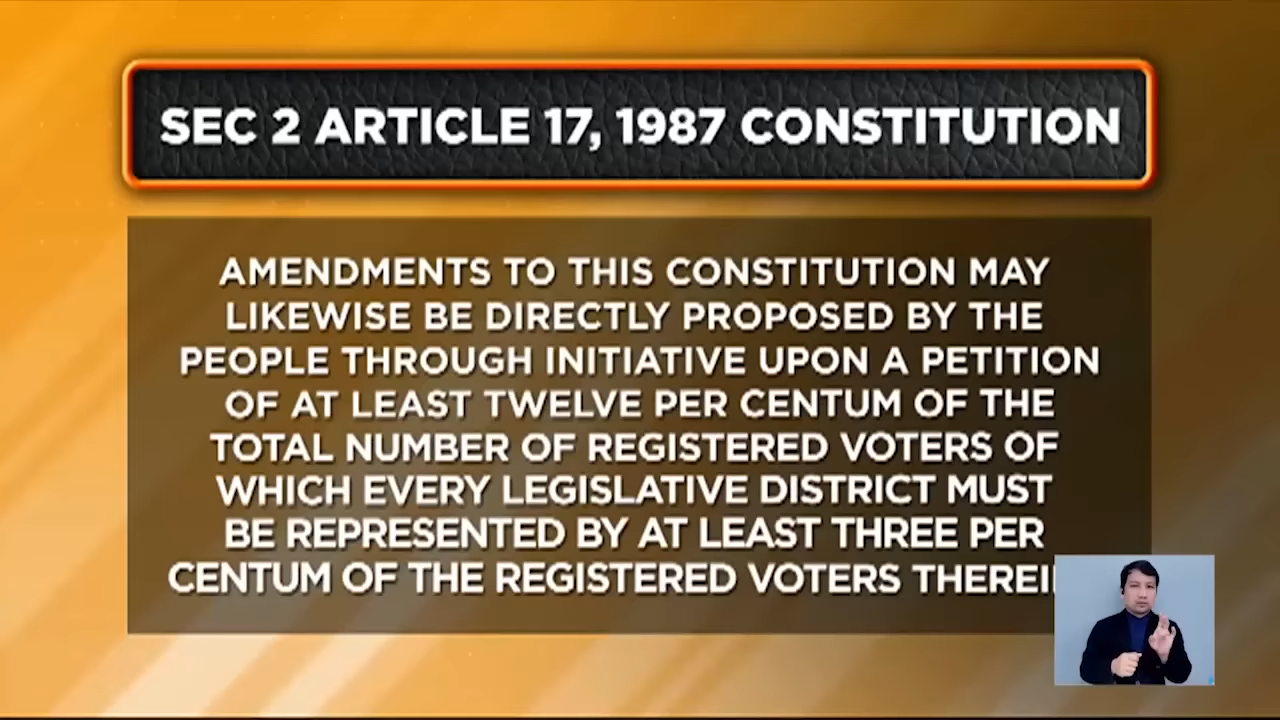 SEC 2 ARTICLE 17, 1987 CONSTITUTION
AMENDMENTS TO THIS CONSTITUTION MAY
LIKEWISE BE DIRECTLY PROPOSED BY THE
PEOPLE THROUGH INITIATIVE UPON A PETITION
OF AT LEAST TWELVE PER CENTUM OF THE
TOTAL NUMBER OF REGISTERED VOTERS OF
WHICH EVERY LEGISLATIVE DISTRICT MUST
BE REPRESENTED BY AT LEAST THREE PER
CENTUM OF THE REGISTERED VOTERS